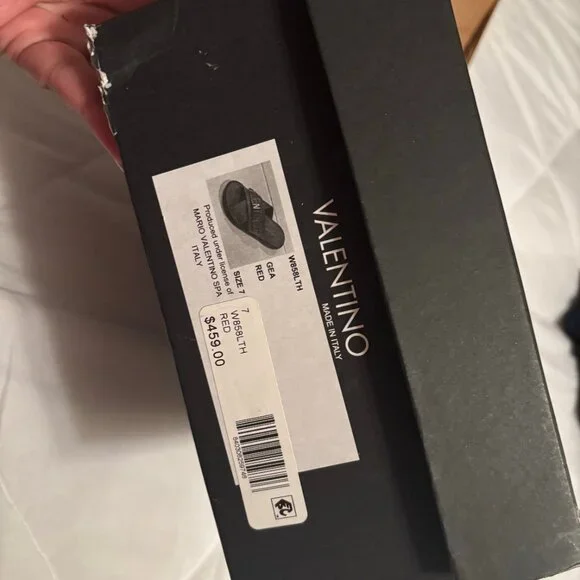 VALENTINO
MADE IN ITALY
W858LTH
GEA
RED
SIZE 7
Produced under license of
MARIO VALENTINO SPA
ITALY
7
W858LTH
RED
$459.00